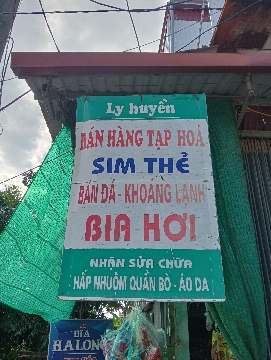 Ly huyền
BÁN HÀNG TẠP HOÁ
SIM THẺ
BÁN ĐÁ - KHOÁNG LẠNH
BIA HƠI
NHẬN SỬA CHỮA
HẤP NHUỘM QUẦN BÒ - ÁO DA
BIA
HALONG